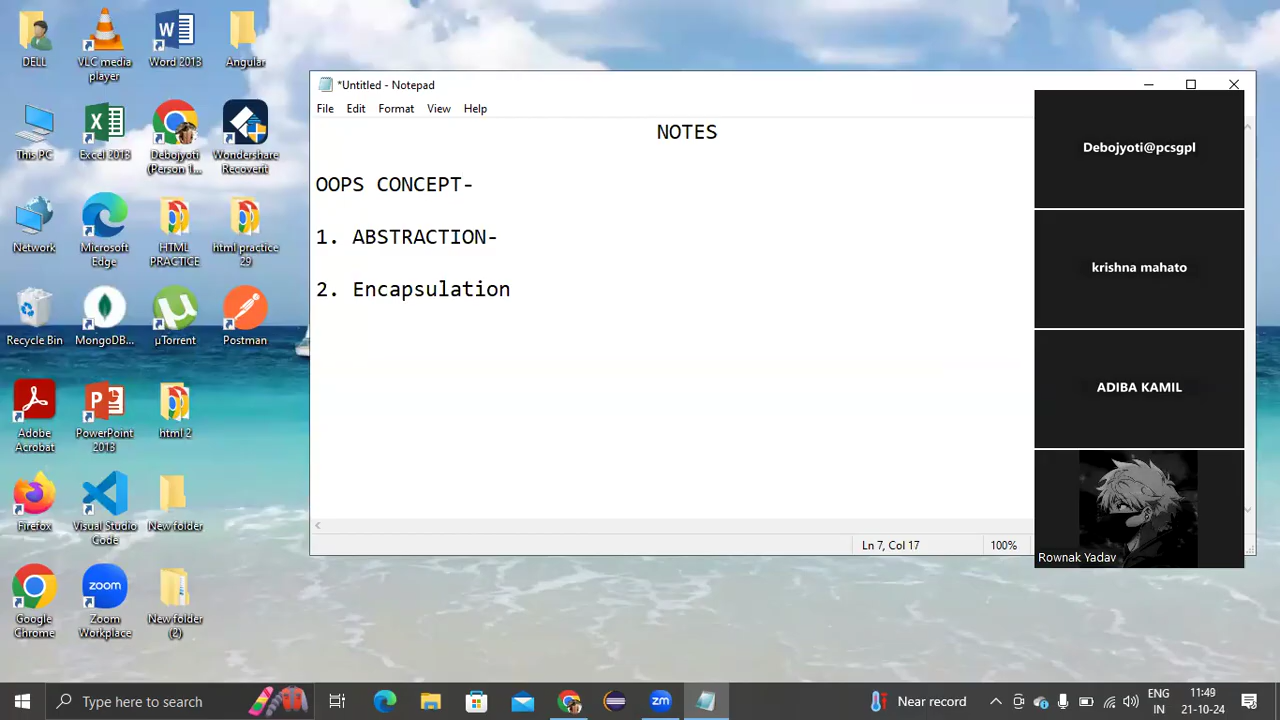 DELL
VLC media
player
Word 2013
Angular
This PC
Excel 2013
Debojyoti
(Person 1...
Wondershare
Recoverit
Network
Microsoft
Edge
HTML
PRACTICE
html practice
29
Recycle Bin
MongoDB...
µTorrent
Postman
Adobe
Acrobat
PowerPoint
2013
html 2
Firefox
Visual Studio
Code
New folder
Google
Chrome
zoom
Zoom
Workplace
New folder
(2)
*Untitled - Notepad
File Edit Format View Help
NOTES
OOPS CONCEPT-
1. ABSTRACTION-
2. Encapsulation
Ln 7, Col 17 100%
Debojyoti@pcsgpl
krishna mahato
ADIBA KAMIL
Rownak Yadav
Type here to search
zm
Near record
ENG
IN
11:49
21-10-24